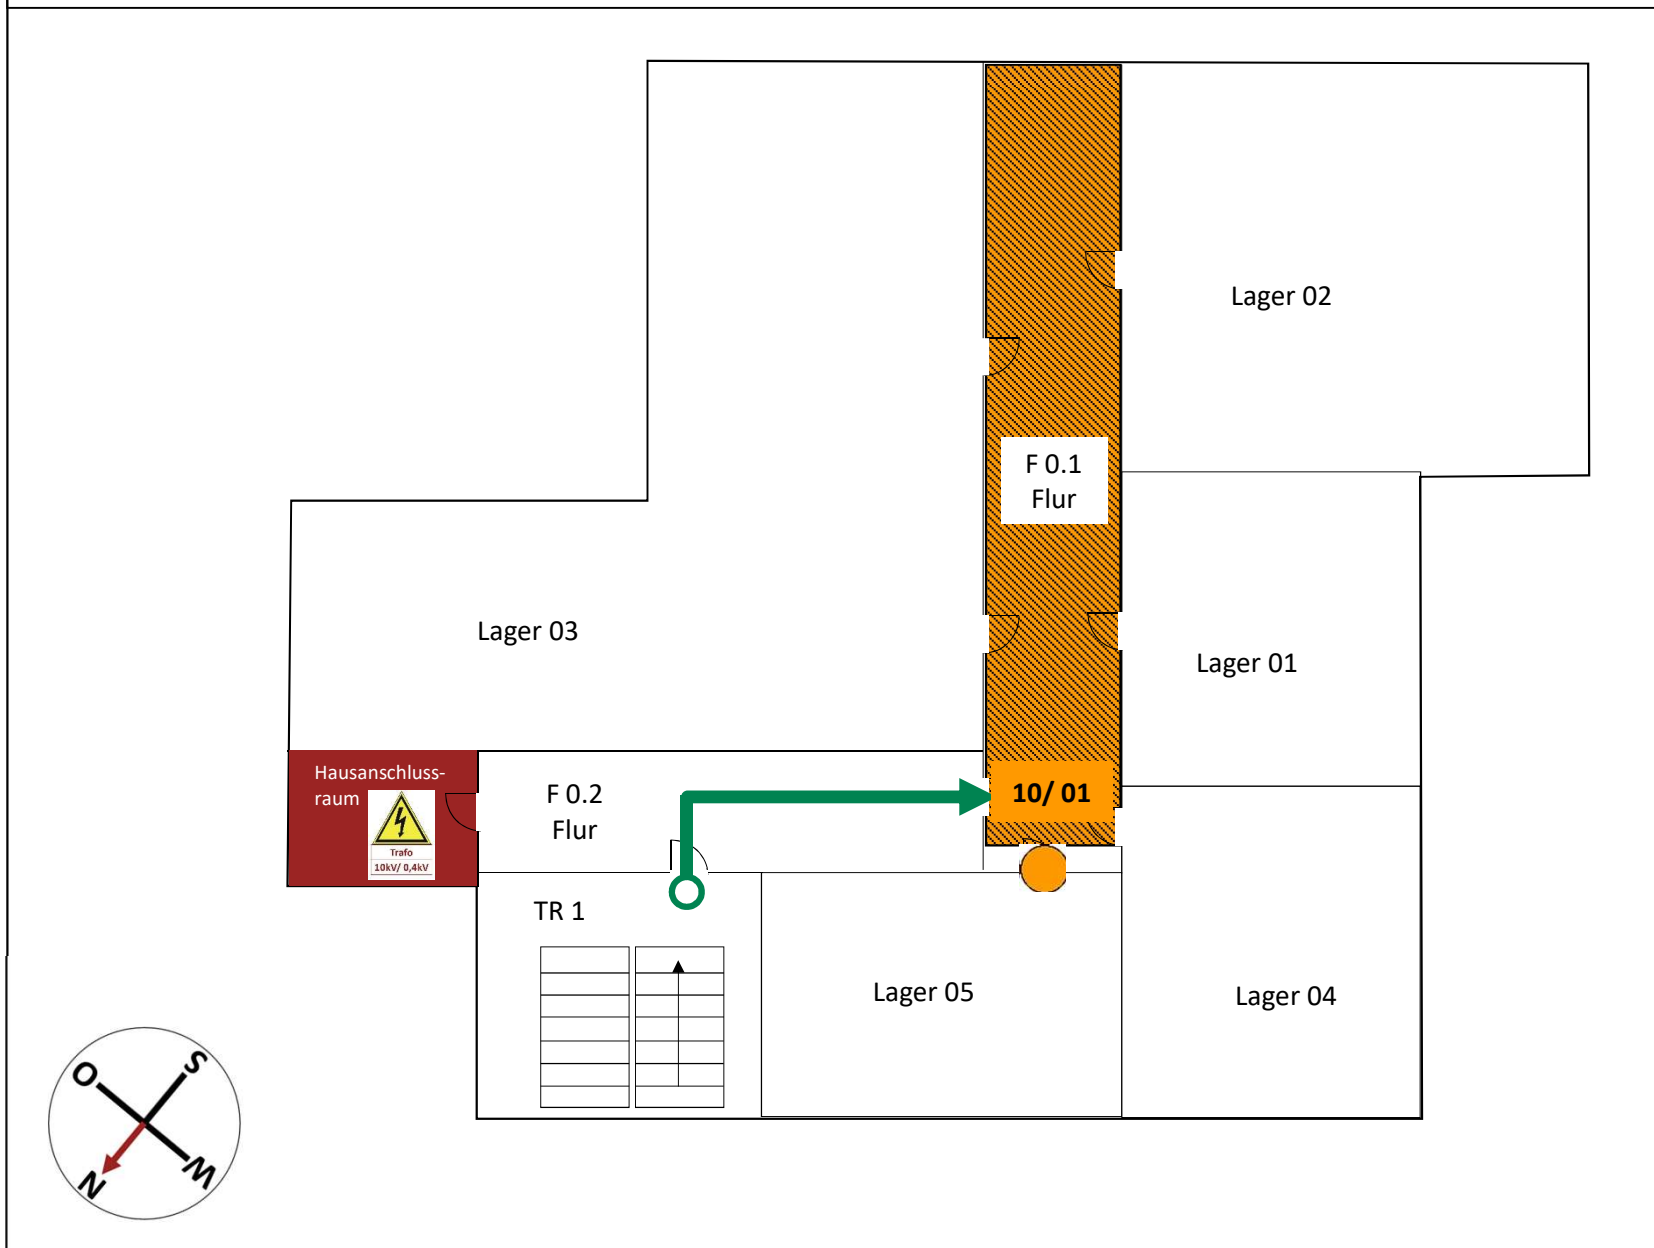 Lager 02
F 0.1
Flur
Lager 03
Lager 01
Hausanschluss-
raum
Trafo
10kV/ 0,4kV
F 0.2
Flur
10/ 01
TR 1
Lager 05
Lager 04
O
S
N
W